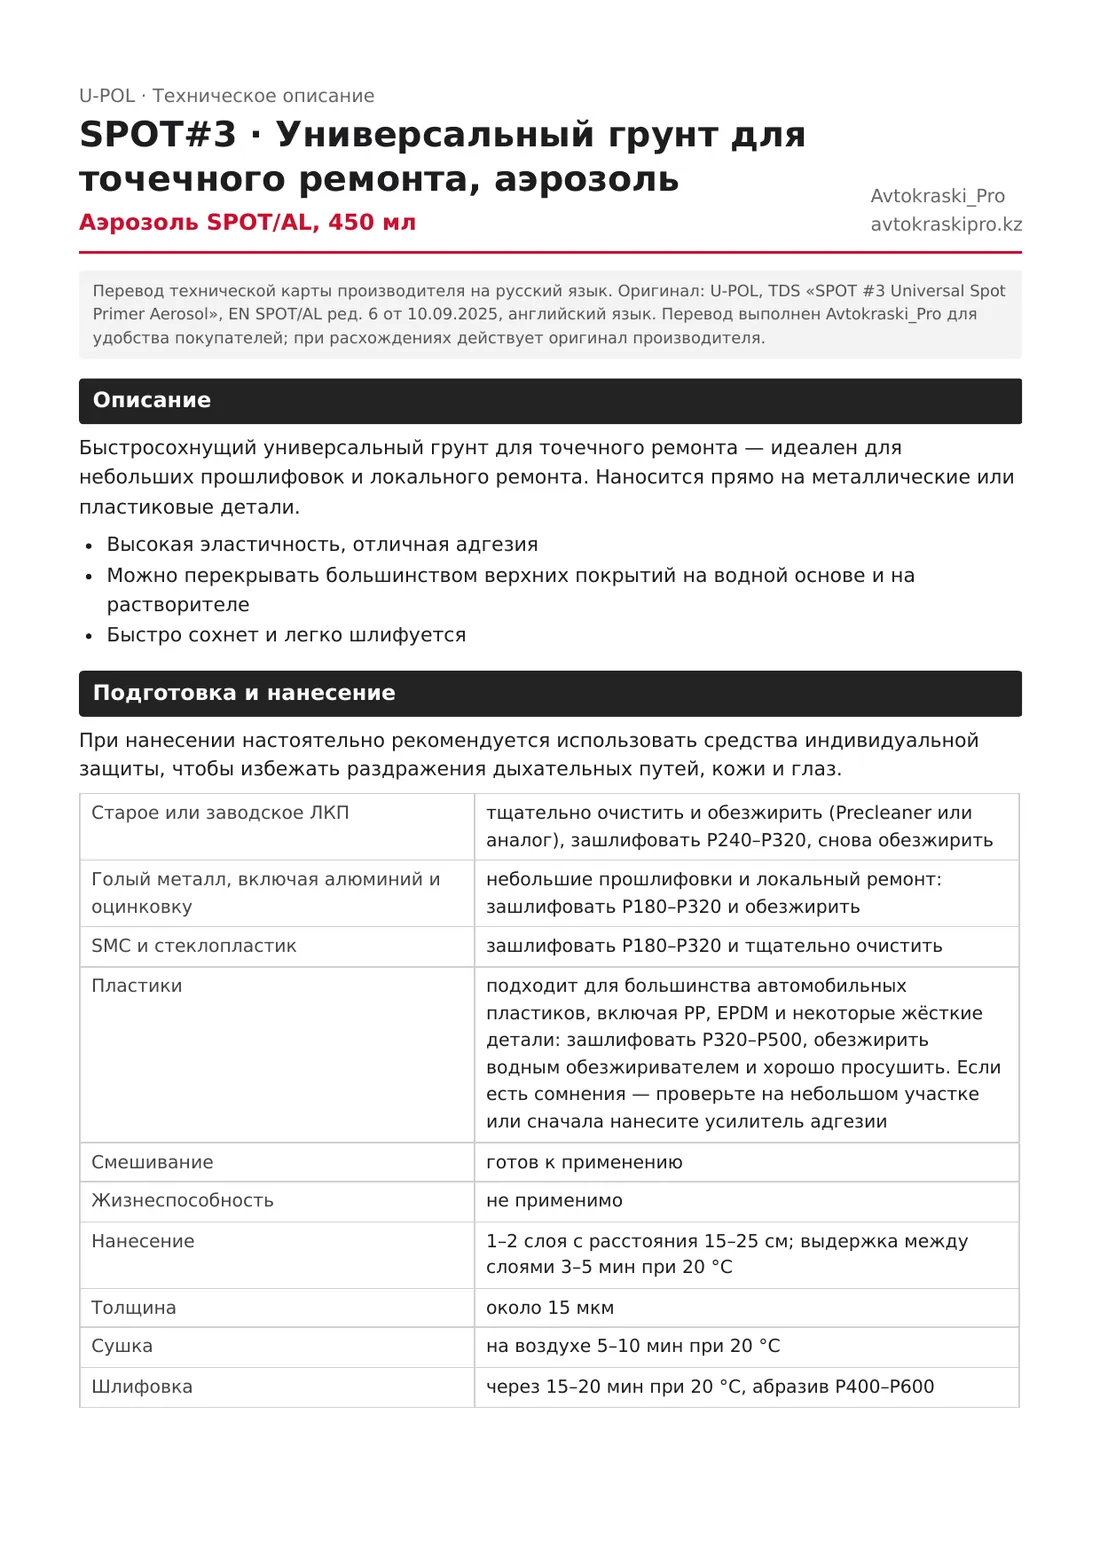 U-POL · Техническое описание
SPOT#3 · Универсальный грунт для
точечного ремонта, аэрозоль
Аэрозоль SPOT/AL, 450 мл
Avtokraski_Pro
avtokraskipro.kz
Перевод технической карты производителя на русский язык. Оригинал: U-POL, TDS «SPOT #3 Universal Spot
Primer Aerosol», EN SPOT/AL ред. 6 от 10.09.2025, английский язык. Перевод выполнен Avtokraski_Pro для
удобства покупателей; при расхождениях действует оригинал производителя.
Описание
Быстросохнущий универсальный грунт для точечного ремонта — идеален для
небольших прошлифовок и локального ремонта. Наносится прямо на металлические или
пластиковые детали.
• Высокая эластичность, отличная адгезия
• Можно перекрывать большинством верхних покрытий на водной основе и на
растворителе
• Быстро сохнет и легко шлифуется
Подготовка и нанесение
При нанесении настоятельно рекомендуется использовать средства индивидуальной
защиты, чтобы избежать раздражения дыхательных путей, кожи и глаз.
Старое или заводское ЛКП
тщательно очистить и обезжирить (Precleaner или
аналог), зашлифовать P240–P320, снова обезжирить
Голый металл, включая алюминий и
оцинковку
небольшие прошлифовки и локальный ремонт:
зашлифовать P180–P320 и обезжирить
SMC и стеклопластик
зашлифовать P180–P320 и тщательно очистить
Пластики
подходит для большинства автомобильных
пластиков, включая PP, EPDM и некоторые жёсткие
детали: зашлифовать P320–P500, обезжирить
водным обезжиривателем и хорошо просушить. Если
есть сомнения — проверьте на небольшом участке
или сначала нанесите усилитель адгезии
Смешивание
готов к применению
Жизнеспособность
не применимо
Нанесение
1–2 слоя с расстояния 15–25 см; выдержка между
слоями 3–5 мин при 20 °C
Толщина
около 15 мкм
Сушка
на воздухе 5–10 мин при 20 °C
Шлифовка
через 15–20 мин при 20 °C, абразив P400–P600